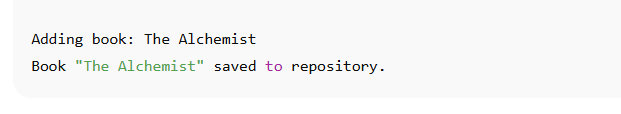 Adding book: The Alchemist
Book "The Alchemist" saved to repository.